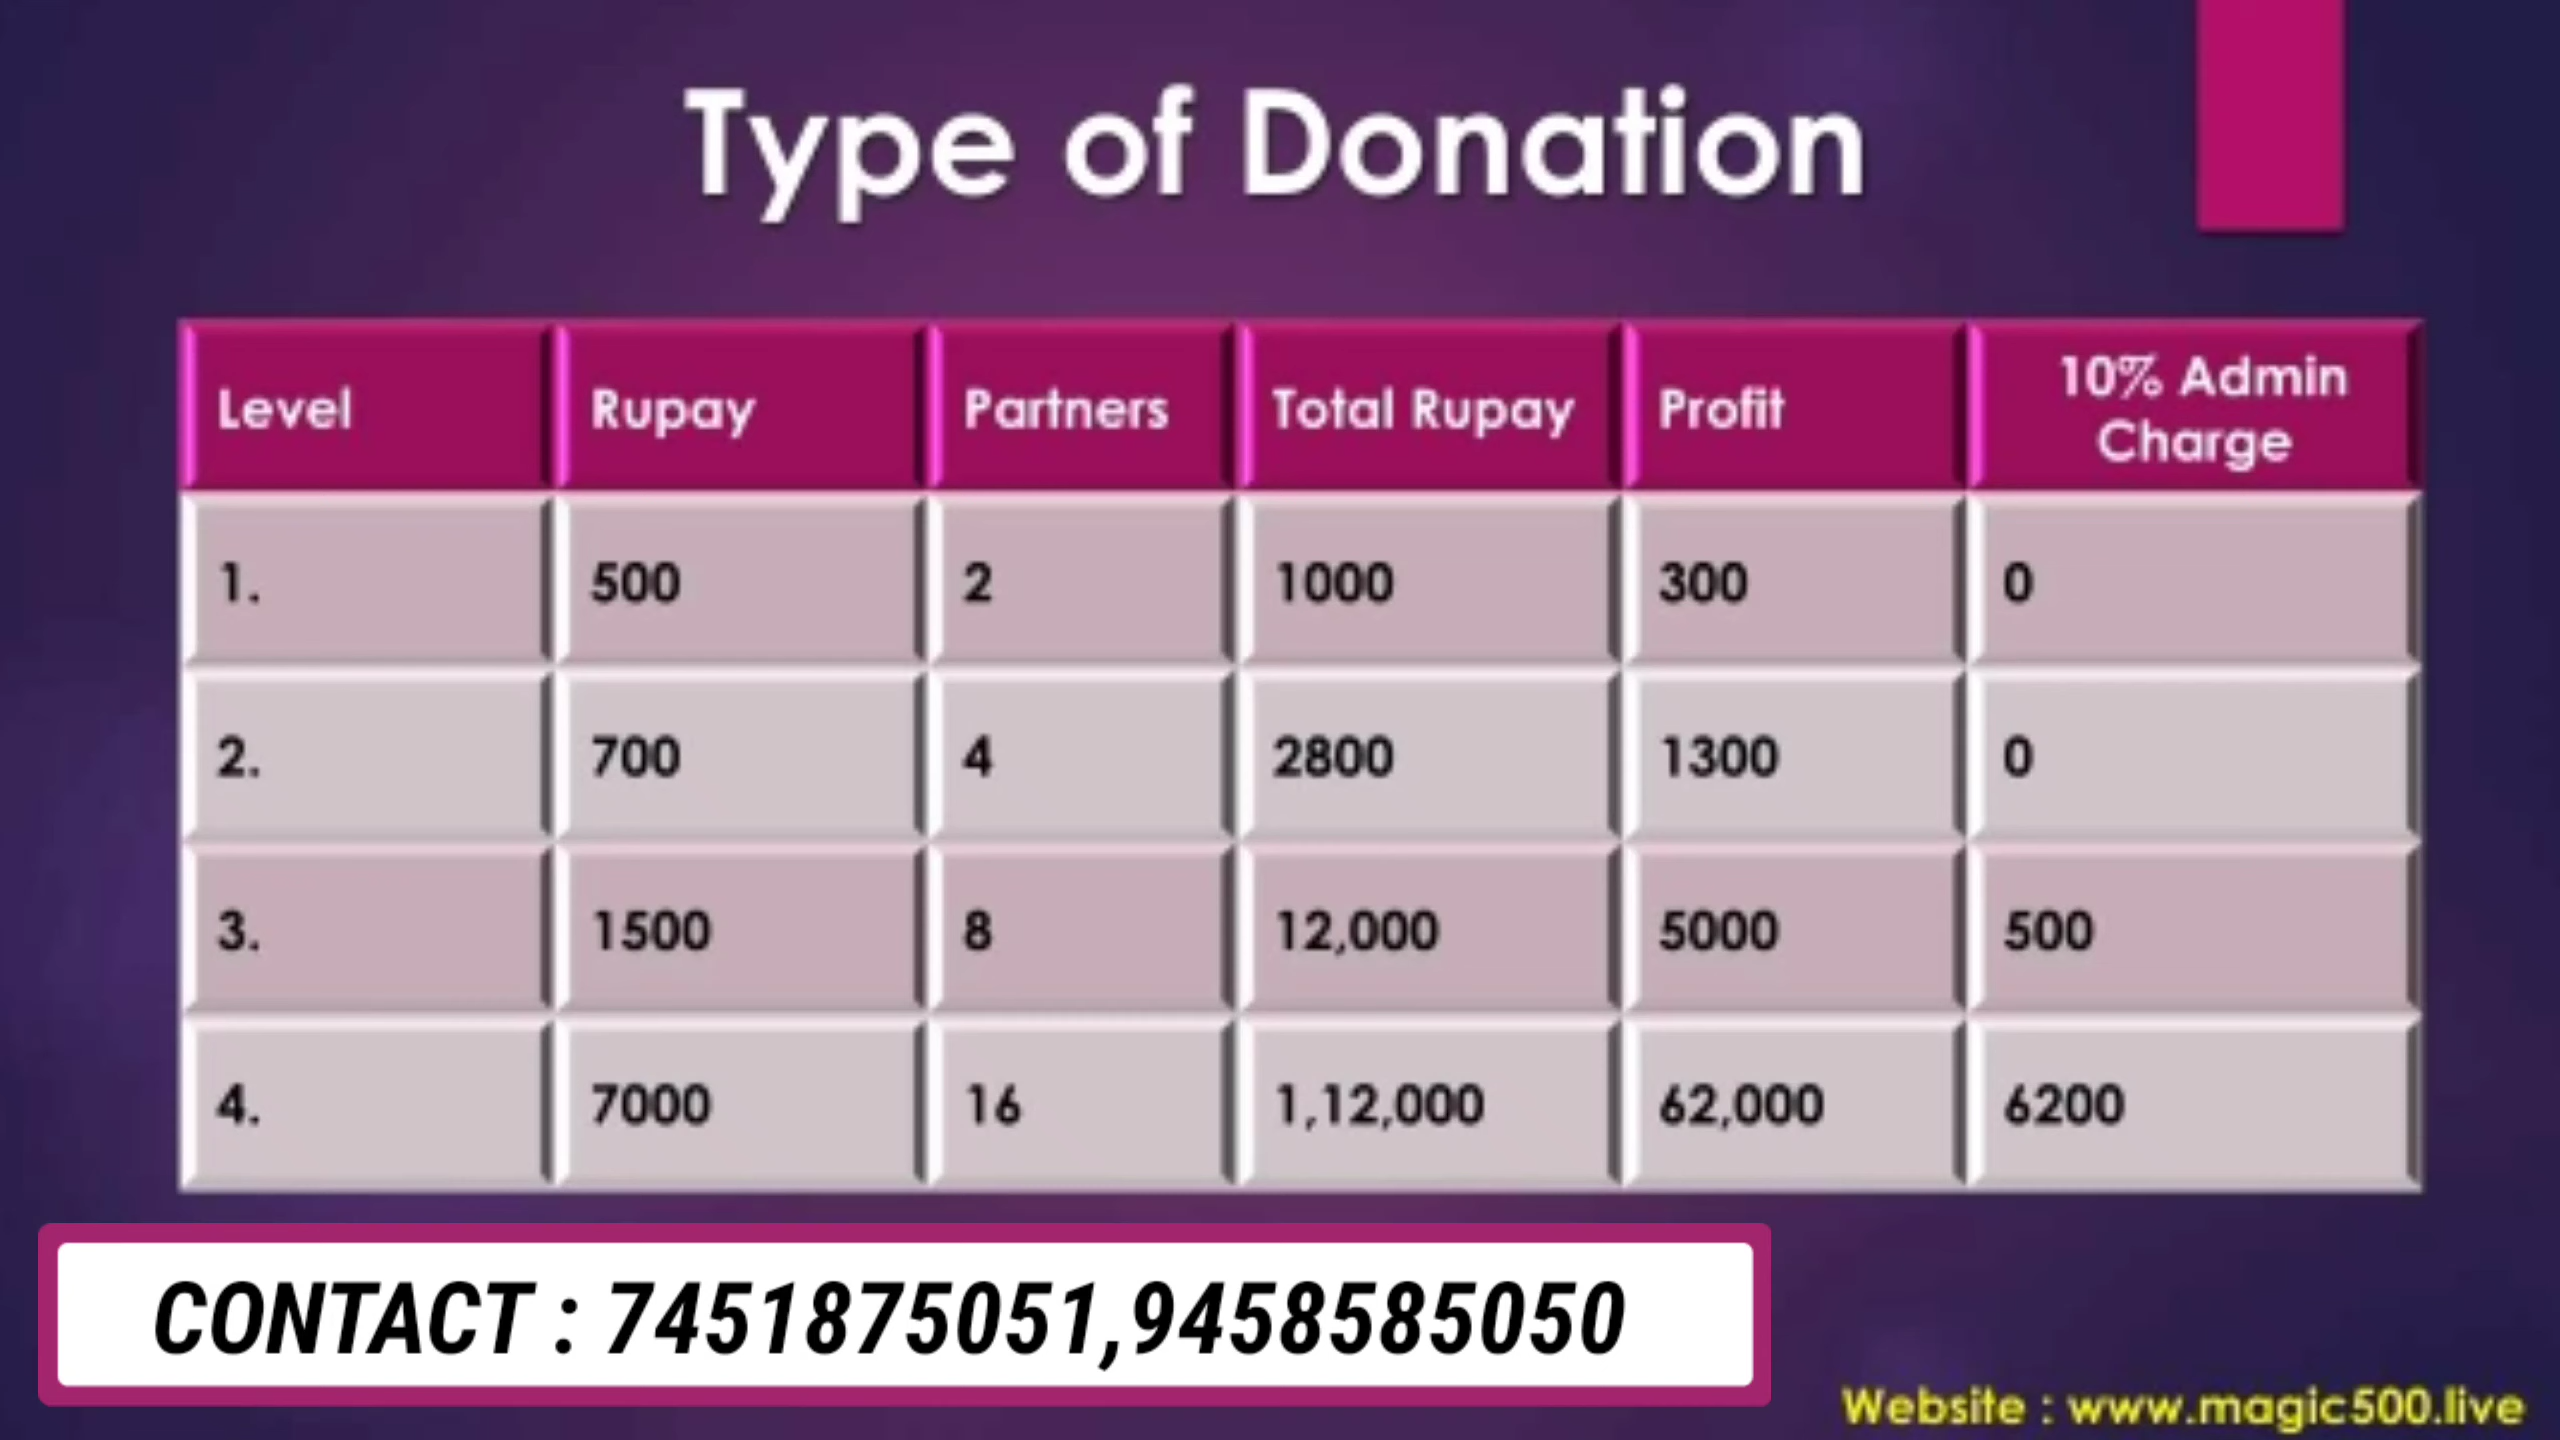 Type of Donation
Level Rupay Partners Total Rupay Profit 10% Admin Charge
1. 500 2 1000 300 0
2. 700 4 2800 1300 0
3. 1500 8 12,000 5000 500
4. 7000 16 1,12,000 62,000 6200
CONTACT : 7451875051,9458585050
Website : www.magic500.live